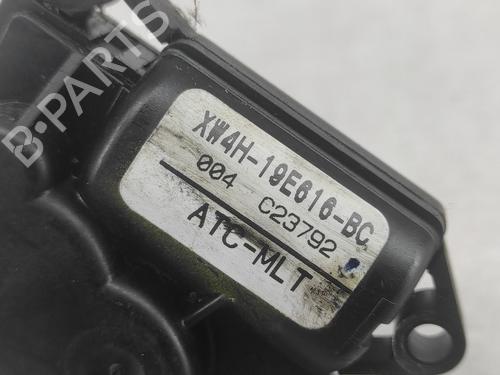 B-PARTS
XW4H-19E616-BC
004 C23792
ATC-MLT